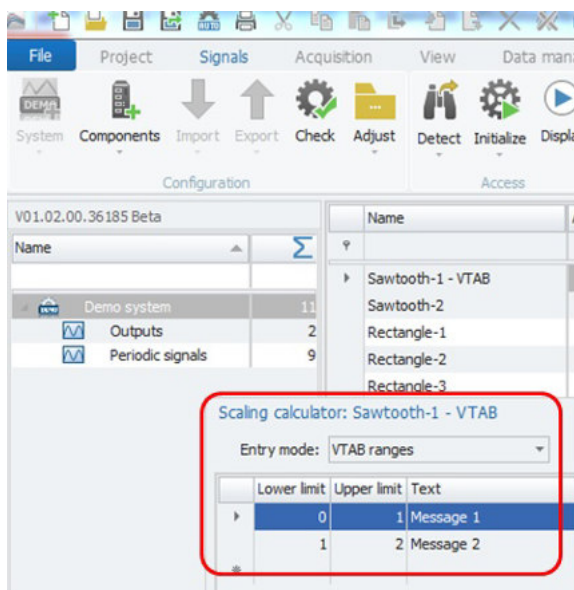 AUTO
File Project Signals Acquisition View
DEMO
System Components Import Export Check Adjust Detect Initialize
Configuration Access
V01.02.00.36185 Beta
Name
Name Σ
Sawtooth-1 - VTAB
DEMO Demo system 11
Sawtooth-2
Outputs 2
Rectangle-1
Periodic signals 9
Rectangle-2
Rectangle-3
Scaling calculator: Sawtooth-1 - VTAB
Entry mode: VTAB ranges
Lower limit Upper limit Text
0 1 Message 1
1 2 Message 2